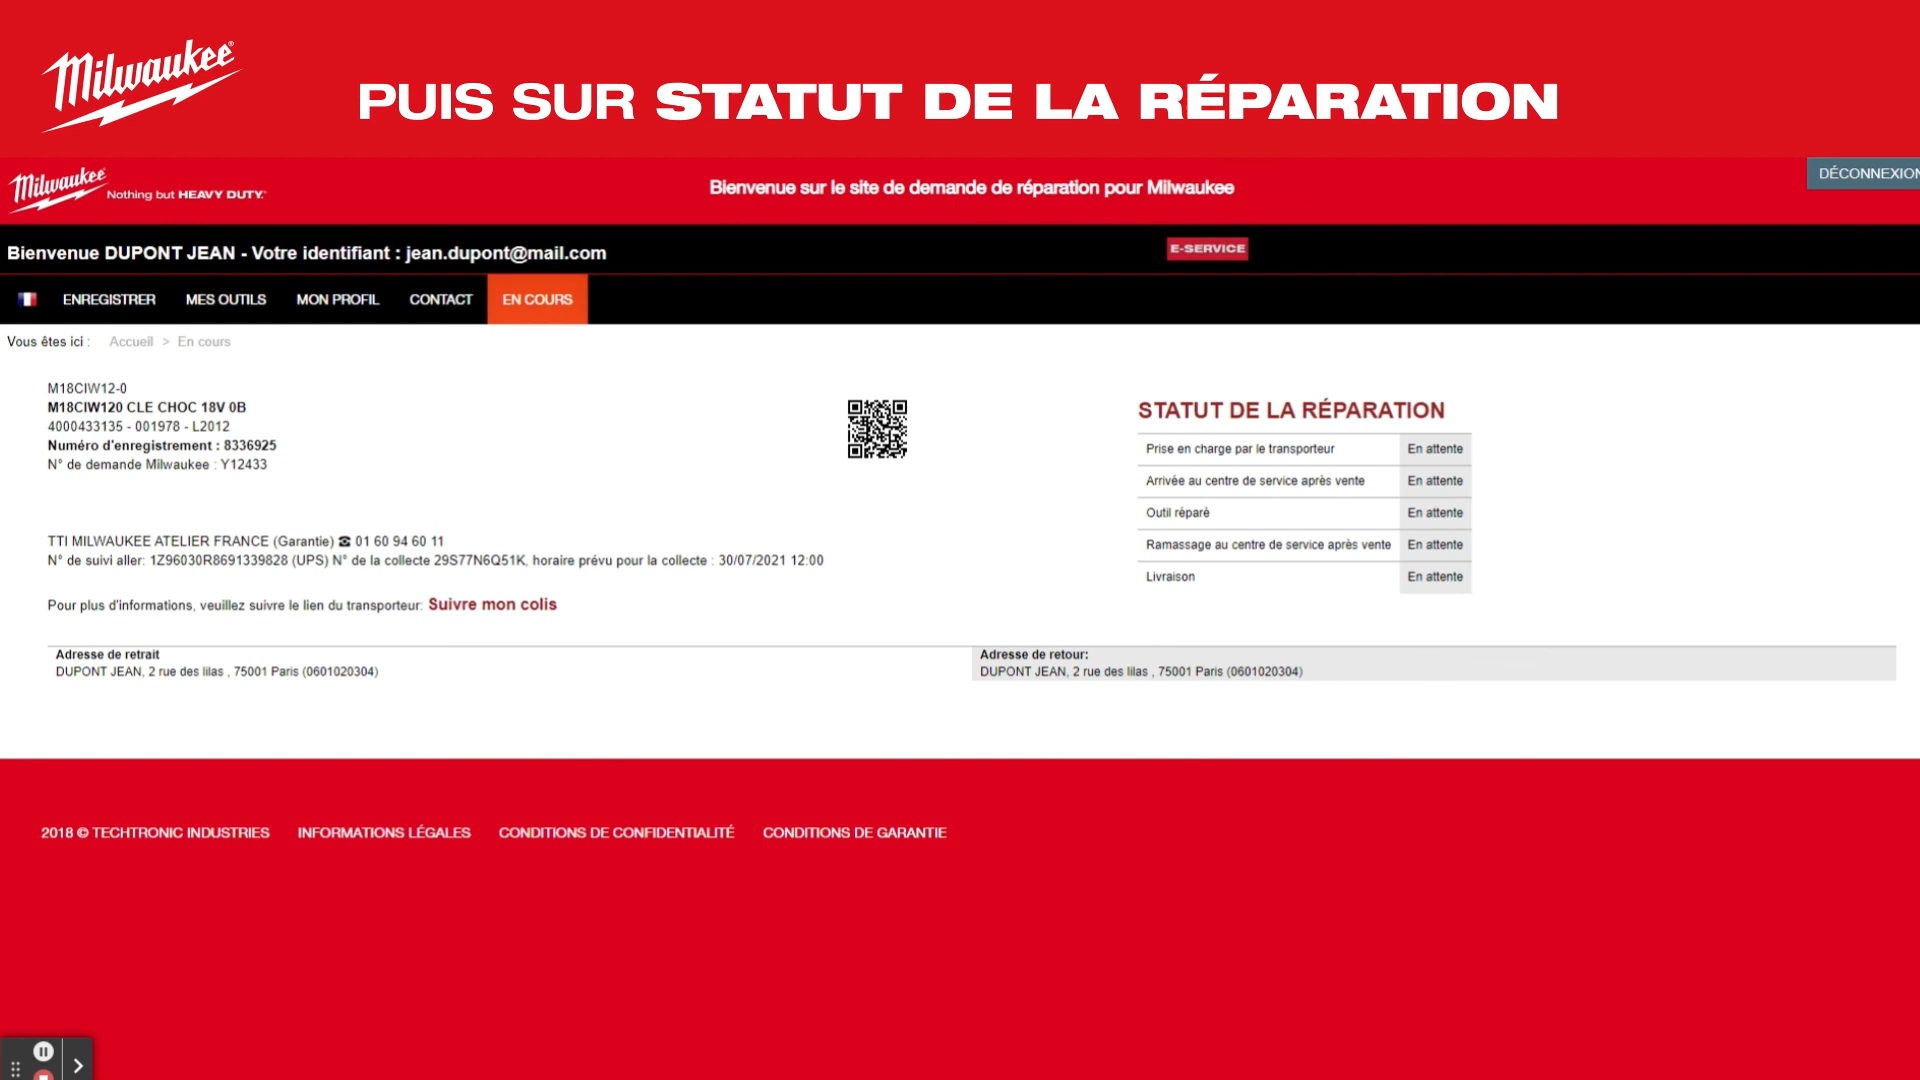 Milwaukee
PUIS SUR STATUT DE LA RÉPARATION
Milwaukee
Nothing but HEAVY DUTY.
Bienvenue sur le site de demande de réparation pour Milwaukee
DÉCONNEXION
Bienvenue DUPONT JEAN - Votre identifiant : jean.dupont@mail.com
E-SERVICE
ENREGISTRER MES OUTILS MON PROFIL CONTACT EN COURS
Vous êtes ici : Accueil > En cours
M18CIW12-0
M18CIW120 CLE CHOC 18V 0B
4000433135 - 001978 - L2012
Numéro d'enregistrement : 8336925
N° de demande Milwaukee : Y12433
TTI MILWAUKEE ATELIER FRANCE (Garantie) ☎ 01 60 94 60 11
N° de suivi aller: 1Z96030R8691339828 (UPS) N° de la collecte 29S77N6Q51K, horaire prévu pour la collecte : 30/07/2021 12:00
Pour plus d'informations, veuillez suivre le lien du transporteur: Suivre mon colis
STATUT DE LA RÉPARATION
Prise en charge par le transporteur En attente
Arrivée au centre de service après vente En attente
Outil réparé En attente
Ramassage au centre de service après vente En attente
Livraison En attente
Adresse de retrait
DUPONT JEAN, 2 rue des lilas , 75001 Paris (0601020304)
Adresse de retour:
DUPONT JEAN, 2 rue des lilas , 75001 Paris (0601020304)
2018 © TECHTRONIC INDUSTRIES INFORMATIONS LÉGALES CONDITIONS DE CONFIDENTIALITÉ CONDITIONS DE GARANTIE